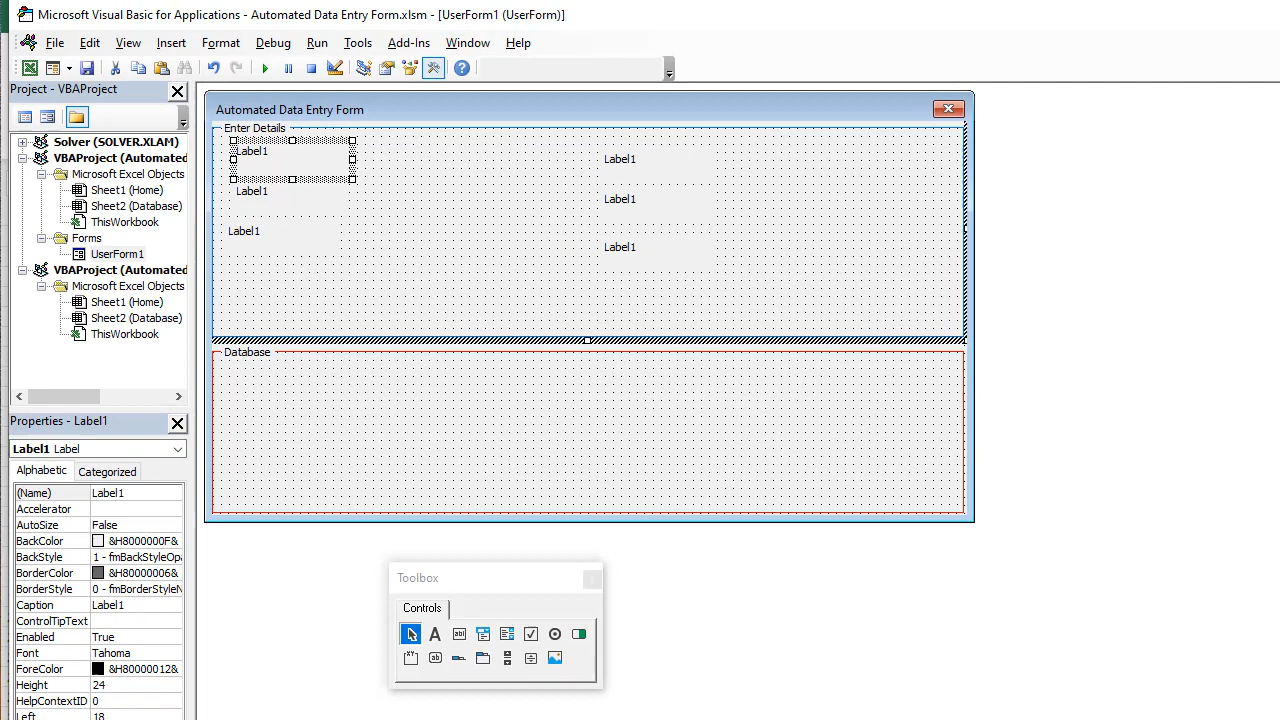 Microsoft Visual Basic for Applications - Automated Data Entry Form.xlsm - [UserForm1 (UserForm)]
File Edit View Insert Format Debug Run Tools Add-Ins Window Help
Project - VBAProject
Solver (SOLVER.XLAM)
VBAProject (Automated
Microsoft Excel Objects
Sheet1 (Home)
Sheet2 (Database)
ThisWorkbook
Forms
UserForm1
VBAProject (Automated
Microsoft Excel Objects
Sheet1 (Home)
Sheet2 (Database)
ThisWorkbook
Properties - Label1
Label1 Label
Alphabetic Categorized
(Name) Label1
Accelerator
AutoSize False
BackColor &H8000000F&
BackStyle 1 - fmBackStyleOpa
BorderColor &H80000006&
BorderStyle 0 - fmBorderStyleN
Caption Label1
ControlTipText
Enabled True
Font Tahoma
ForeColor &H80000012&
Height 24
HelpContextID 0
Left 18
Automated Data Entry Form
Enter Details
Label1
Label1
Label1
Label1
Label1
Label1
Database
Toolbox
Controls
A abl
XY ab